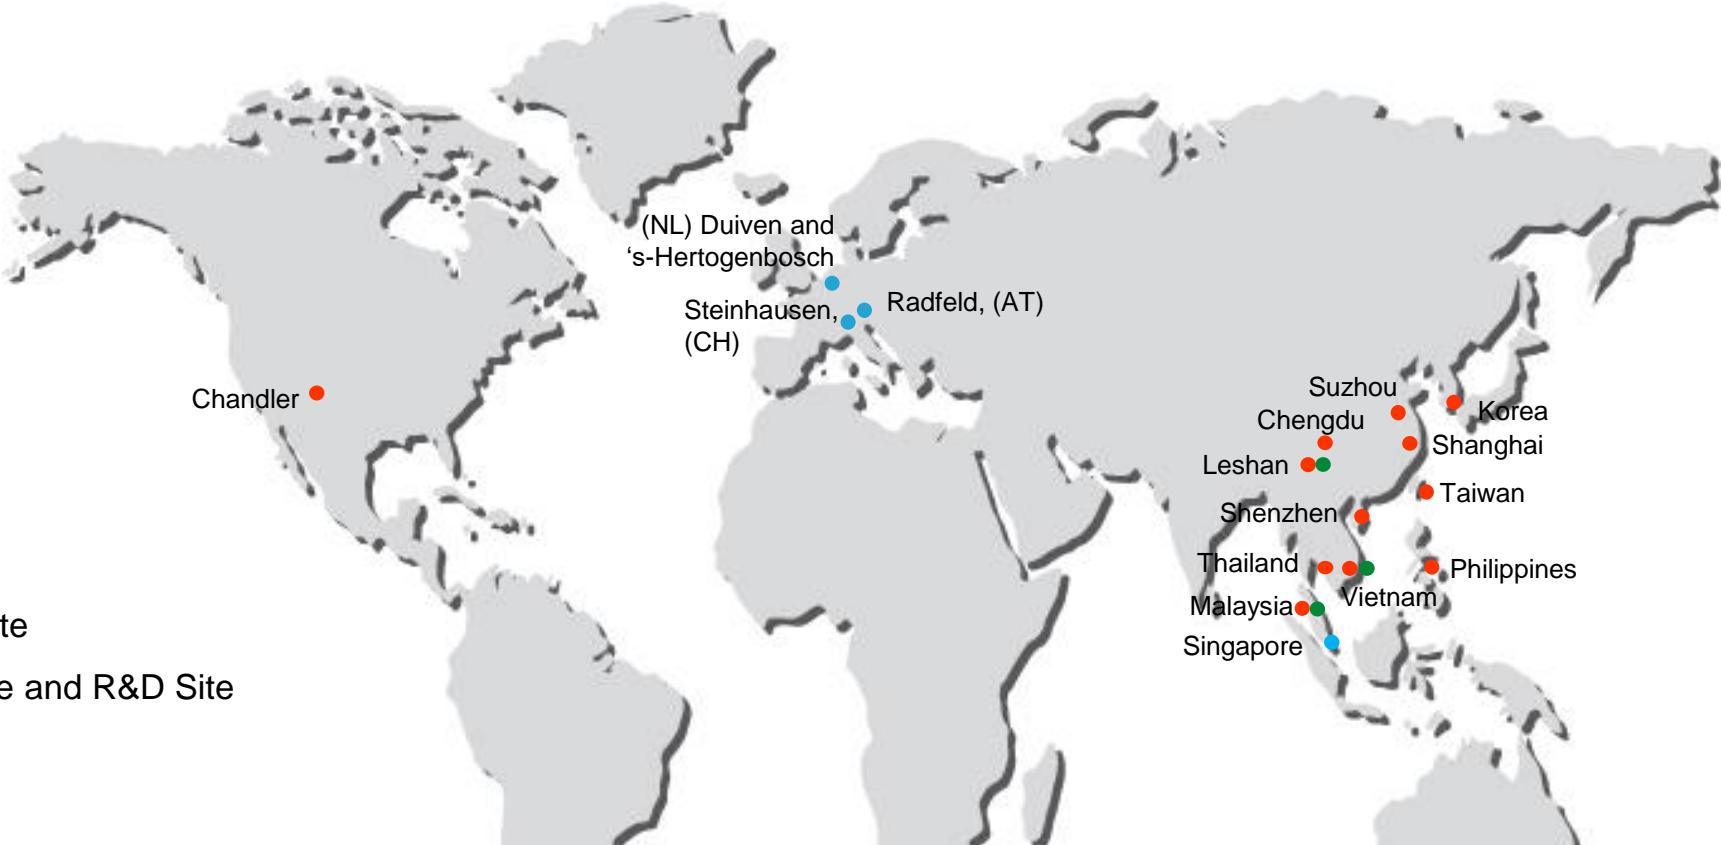 (NL) Duiven and
‘s-Hertogenbosch
Steinhausen,
(CH)
Radfeld, (AT)
Chandler
Suzhou
Korea
Chengdu
Shanghai
Leshan
Taiwan
Shenzhen
Thailand
Philippines
Vietnam
Malaysia
Singapore
te
e and R&D Site